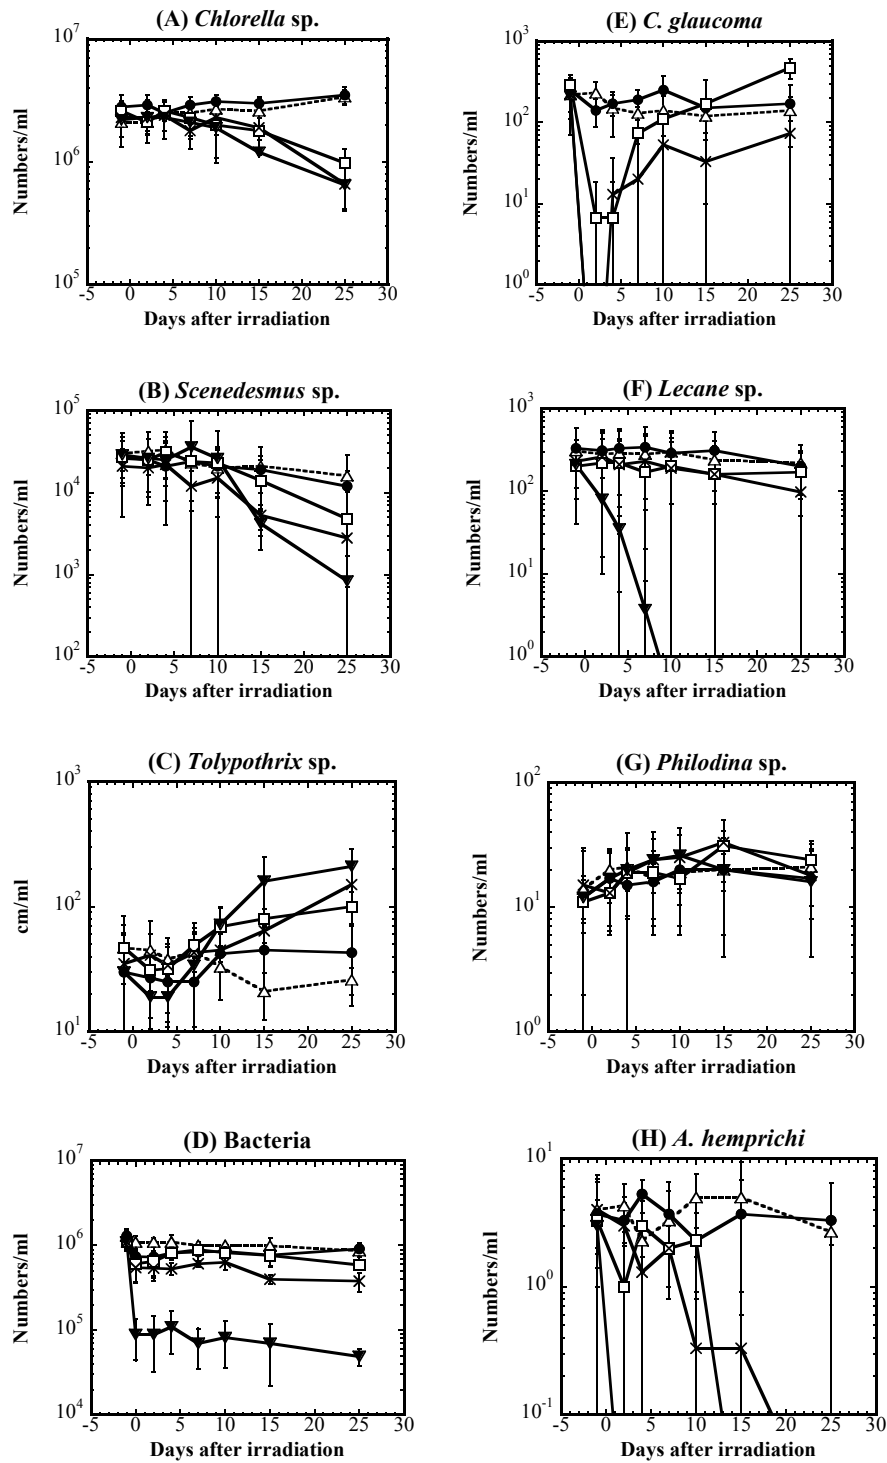 (A) Chlorella sp.
10^7
10^6
10^5
Numbers/ml
-5 0 5 10 15 20 25 30
Days after irradiation
(B) Scenedesmus sp.
10^5
10^4
10^3
10^2
Numbers/ml
-5 0 5 10 15 20 25 30
Days after irradiation
(C) Tolypothrix sp.
10^3
10^2
10^1
cm/ml
-5 0 5 10 15 20 25 30
Days after irradiation
(D) Bacteria
10^7
10^6
10^5
10^4
Numbers/ml
-5 0 5 10 15 20 25 30
Days after irradiation
(E) C. glaucoma
10^3
10^2
10^1
10^0
Numbers/ml
-5 0 5 10 15 20 25 30
Days after irradiation
(F) Lecane sp.
10^3
10^2
10^1
10^0
Numbers/ml
-5 0 5 10 15 20 25 30
Days after irradiation
(G) Philodina sp.
10^2
10^1
10^0
Numbers/ml
-5 0 5 10 15 20 25 30
Days after irradiation
(H) A. hemprichi
10^1
10^0
10^-1
Numbers/ml
-5 0 5 10 15 20 25 30
Days after irradiation